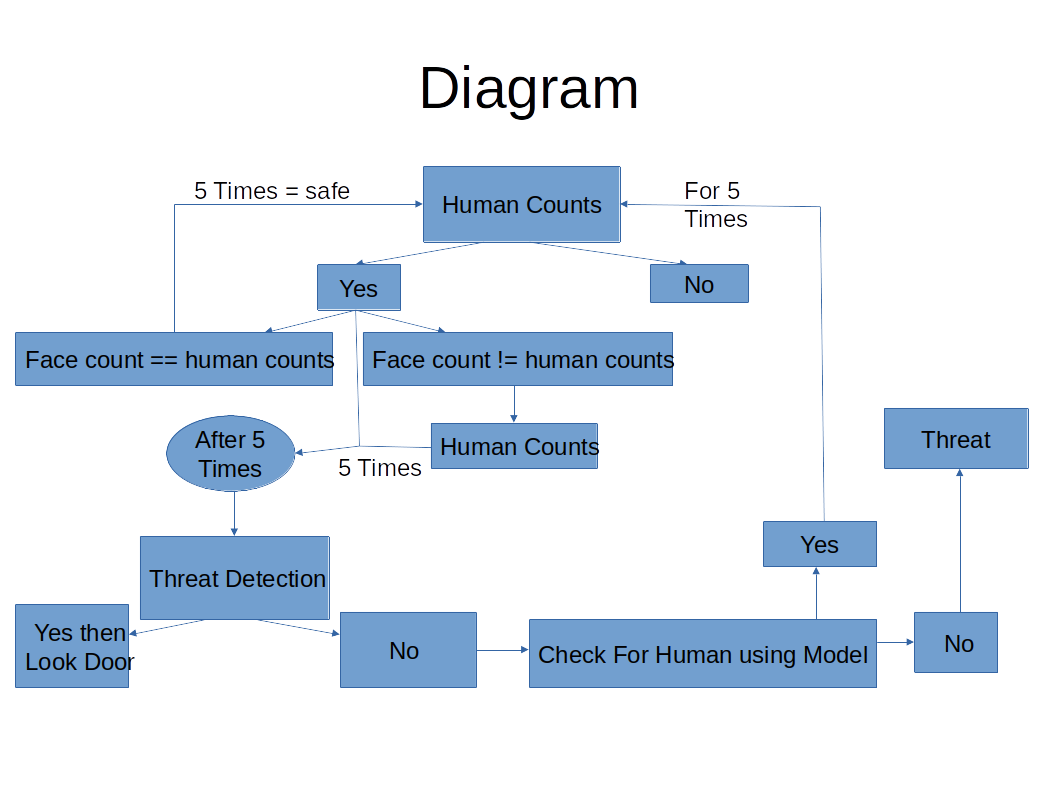 Diagram
5 Times = safe
Human Counts
For 5
Times
Yes
No
Face count == human counts
Face count != human counts
After 5
Times
Human Counts
5 Times
Threat
Yes
Threat Detection
Yes then
Look Door
No
Check For Human using Model
No